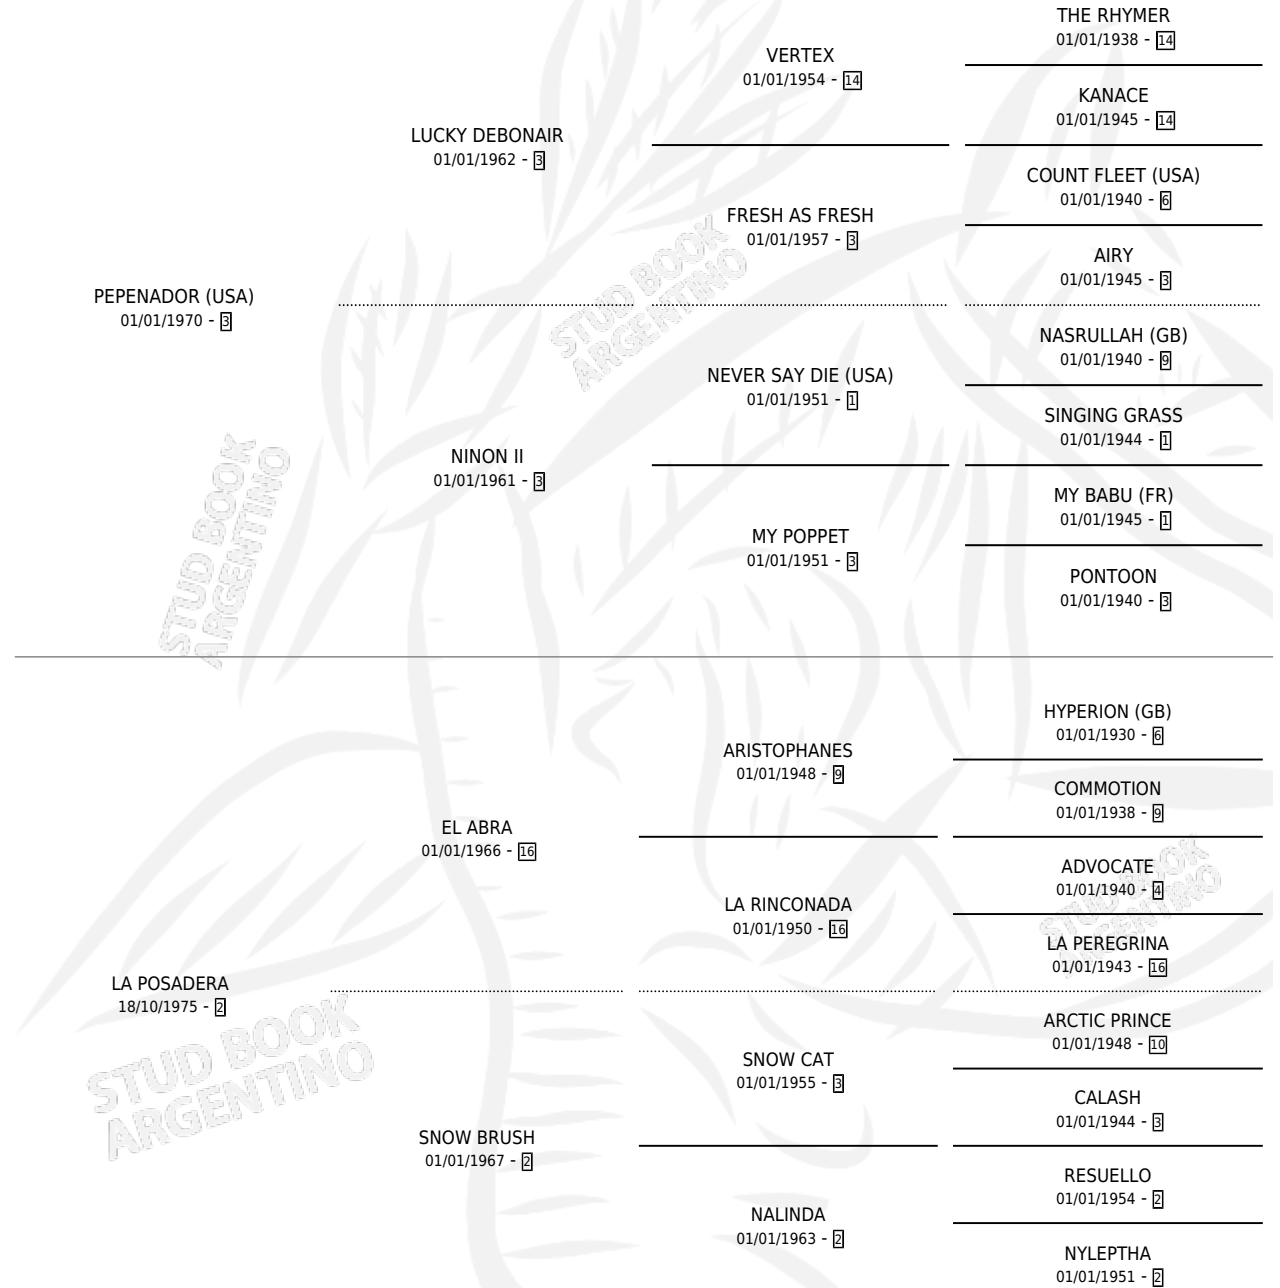 THE RHYMER
01/01/1938 - 14
VERTEX
01/01/1954 - 14
KANACE
01/01/1945 - 14
LUCKY DEBONAIR
01/01/1962 - 3
COUNT FLEET (USA)
01/01/1940 - 6
FRESH AS FRESH
01/01/1957 - 3
AIRY
01/01/1945 - 3
PEPENADOR (USA)
01/01/1970 - 3
NASRULLAH (GB)
01/01/1940 - 9
NEVER SAY DIE (USA)
01/01/1951 - 1
SINGING GRASS
01/01/1944 - 1
NINON II
01/01/1961 - 3
MY BABU (FR)
01/01/1945 - 1
MY POPPET
01/01/1951 - 3
PONTOON
01/01/1940 - 3
HYPERION (GB)
01/01/1930 - 6
ARISTOPHANES
01/01/1948 - 9
COMMOTION
01/01/1938 - 9
EL ABRA
01/01/1966 - 16
ADVOCATE
01/01/1940 - 4
LA RINCONADA
01/01/1950 - 16
LA PEREGRINA
01/01/1943 - 16
LA POSADERA
18/10/1975 - 2
ARCTIC PRINCE
01/01/1948 - 10
SNOW CAT
01/01/1955 - 3
CALASH
01/01/1944 - 3
SNOW BRUSH
01/01/1967 - 2
RESUELLO
01/01/1954 - 2
NALINDA
01/01/1963 - 2
NYLEPTHA
01/01/1951 - 2
STUD BOOK
ARGENTINO
STUD BOOK
ARGENTINO
STUD BOOK
ARGENTINO
STUD BOOK
ARGENTINO